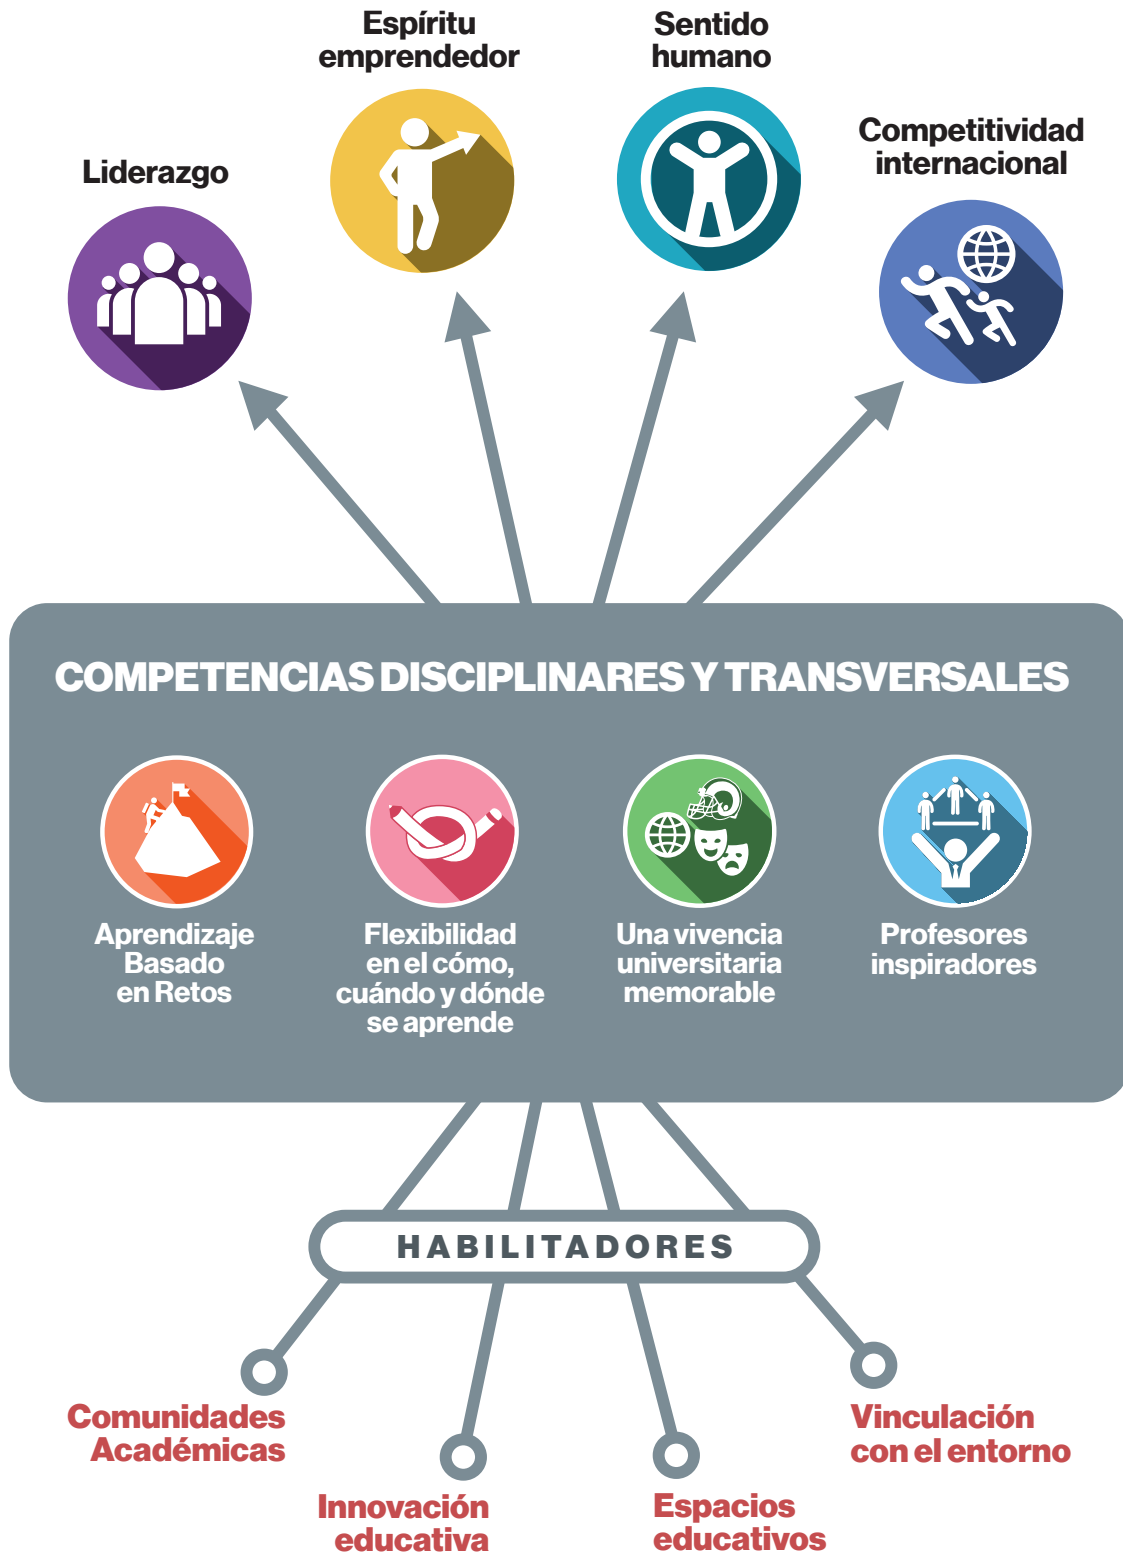 Espíritu
emprendedor
Sentido
humano
Liderazgo
Competitividad
internacional
COMPETENCIAS DISCIPLINARES Y TRANSVERSALES
Aprendizaje
Basado
en Retos
Flexibilidad
en el cómo,
cuándo y dónde
se aprende
Una vivencia
universitaria
memorable
Profesores
inspiradores
HABILITADORES
Comunidades
Académicas
Innovación
educativa
Espacios
educativos
Vinculación
con el entorno